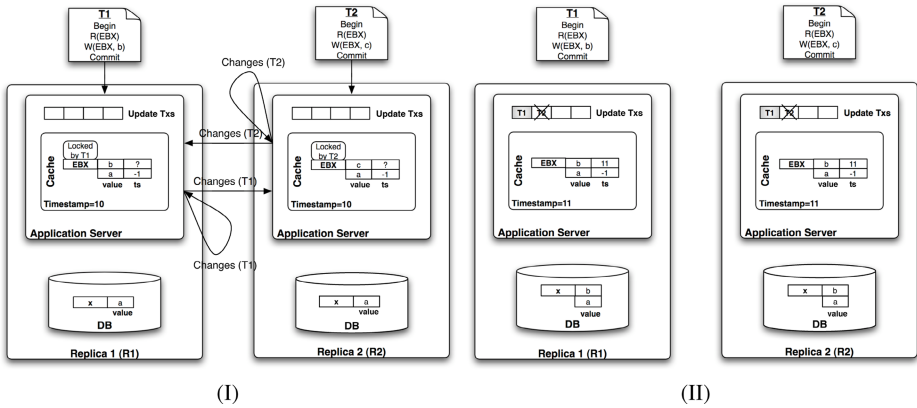 T1
Begin
R(EBX)
W(EBX, b)
Commit
T2
Begin
R(EBX)
W(EBX, c)
Commit
Changes (T2)
Update Txs
Cache
Locked
by T1
EBX b ?
a -1
value ts
Timestamp=10
Application Server
x a
value
DB
Replica 1 (R1)
Changes (T2)
Changes (T1)
Changes (T1)
Update Txs
Cache
Locked
by T2
EBX c ?
a -1
value ts
Timestamp=10
Application Server
x a
value
DB
Replica 2 (R2)
(I)
T1
Begin
R(EBX)
W(EBX, b)
Commit
T2
Begin
R(EBX)
W(EBX, c)
Commit
T1 T2 Update Txs
Cache
EBX b 11
a -1
value ts
Timestamp=11
Application Server
x b
a
value
DB
Replica 1 (R1)
T1 T2 Update Txs
Cache
EBX b 11
a -1
value ts
Timestamp=11
Application Server
x b
a
value
DB
Replica 2 (R2)
(II)